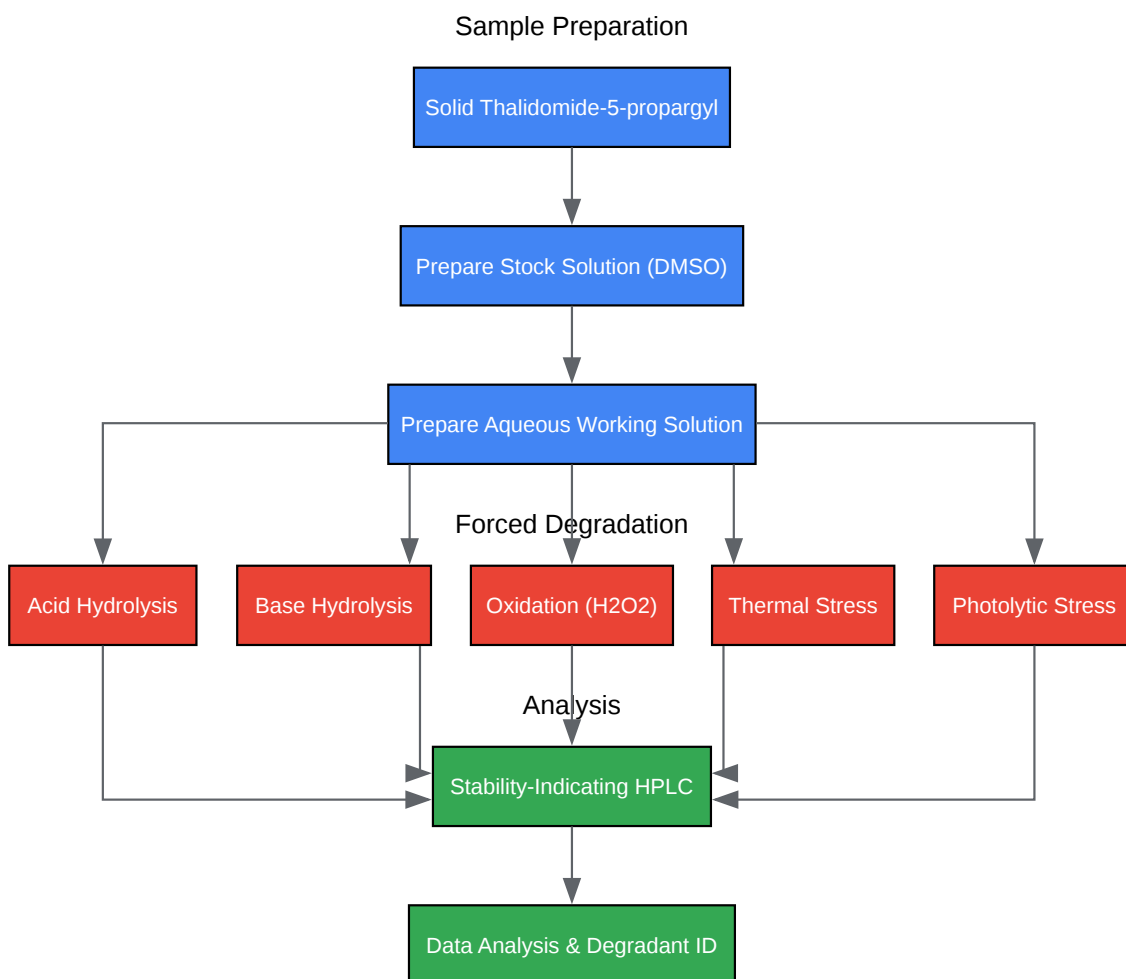 Sample Preparation
Solid Thalidomide-5-propargyl
Prepare Stock Solution (DMSO)
Prepare Aqueous Working Solution
Forced Degradation
Acid Hydrolysis
Base Hydrolysis
Oxidation (H2O2)
Thermal Stress
Photolytic Stress
Analysis
Stability-Indicating HPLC
Data Analysis & Degradant ID